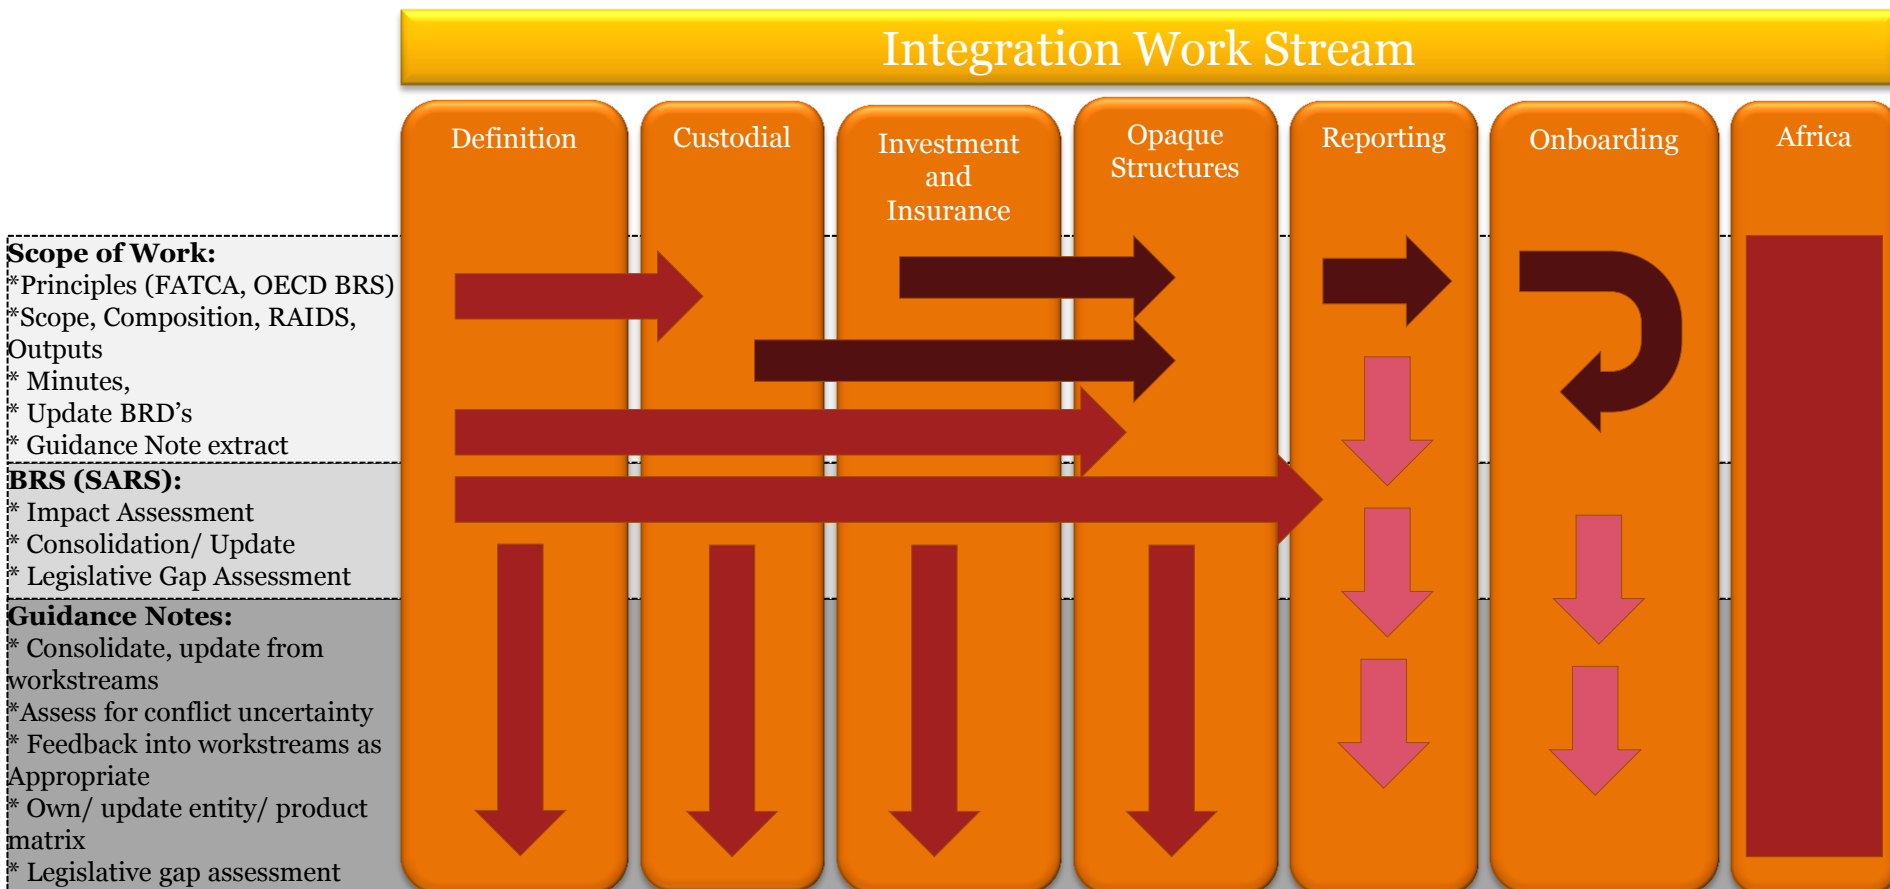 Integration Work Stream
Definition
Custodial
Investment
and
Insurance
Opaque
Structures
Reporting
Onboarding
Africa
Scope of Work:
*Principles (FATCA, OECD BRS)
*Scope, Composition, RAIDS,
Outputs
* Minutes,
* Update BRD’s
* Guidance Note extract
BRS (SARS):
* Impact Assessment
* Consolidation/ Update
* Legislative Gap Assessment
Guidance Notes:
* Consolidate, update from
workstreams
*Assess for conflict uncertainty
* Feedback into workstreams as
Appropriate
* Own/ update entity/ product
matrix
* Legislative gap assessment